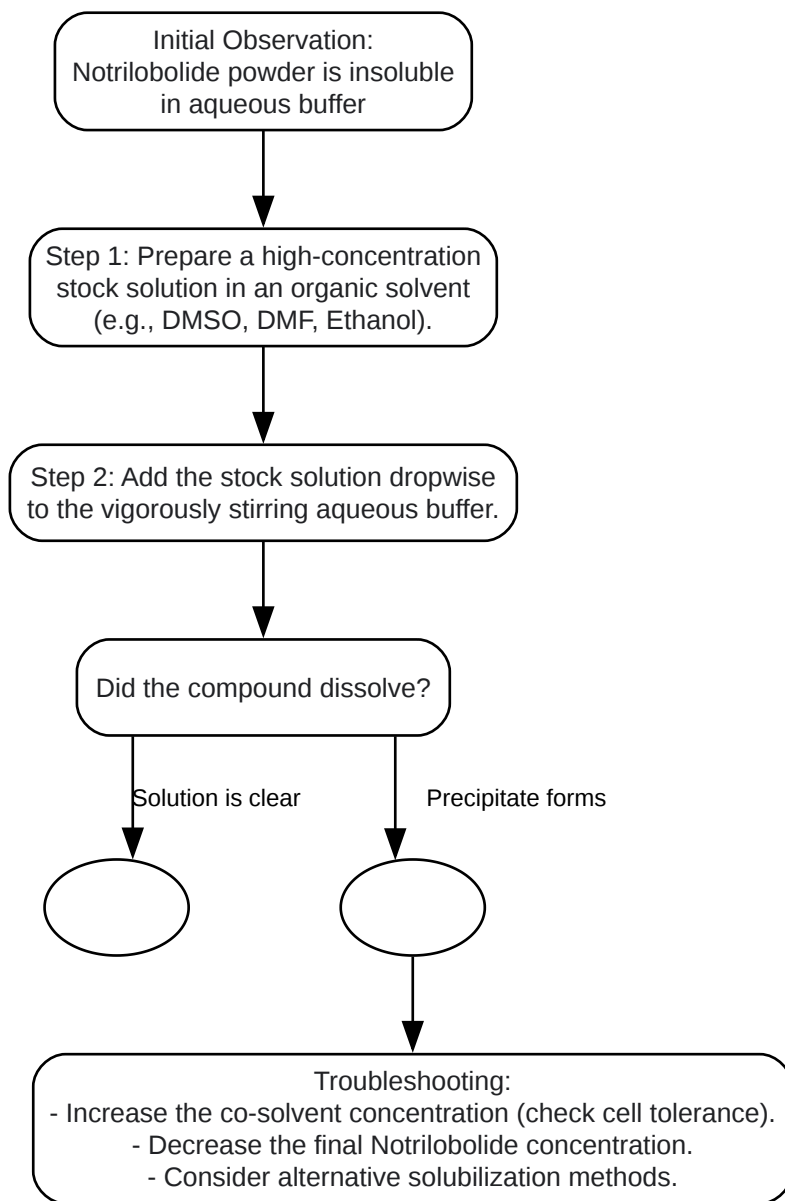 Initial Observation:
Notrilobolide powder is insoluble
in aqueous buffer
Step 1: Prepare a high-concentration
stock solution in an organic solvent
(e.g., DMSO, DMF, Ethanol).
Step 2: Add the stock solution dropwise
to the vigorously stirring aqueous buffer.
Did the compound dissolve?
Solution is clear
Precipitate forms
Troubleshooting:
- Increase the co-solvent concentration (check cell tolerance).
- Decrease the final Notrilobolide concentration.
- Consider alternative solubilization methods.